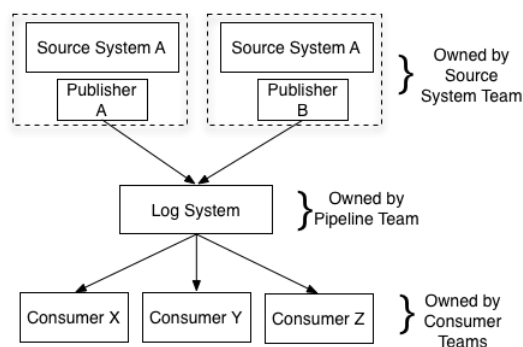 Source System A
Publisher
A
Source System A
Publisher
B
Owned by
Source
System Team
Log System
Owned by
Pipeline Team
Consumer X
Consumer Y
Consumer Z
Owned by
Consumer
Teams